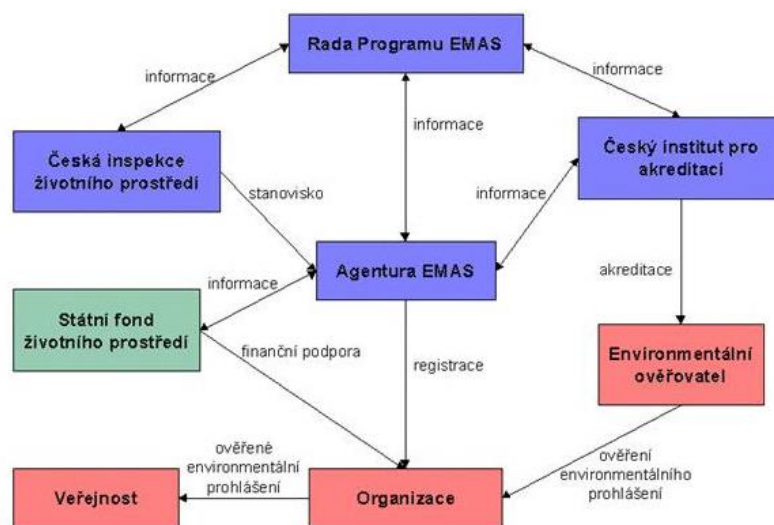 Rada Programu EMAS
informace
informace
informace
Česká inspekce
životního prostředí
Český institut pro
akreditaci
stanovisko
informace
Agentura EMAS
informace
akreditace
Státní fond
životního prostředí
finanční podpora
registrace
Environmentální
ověřovatel
ověřené
environmentální
prohlášení
ověření
environmentálního
prohlášení
Veřejnost
Organizace